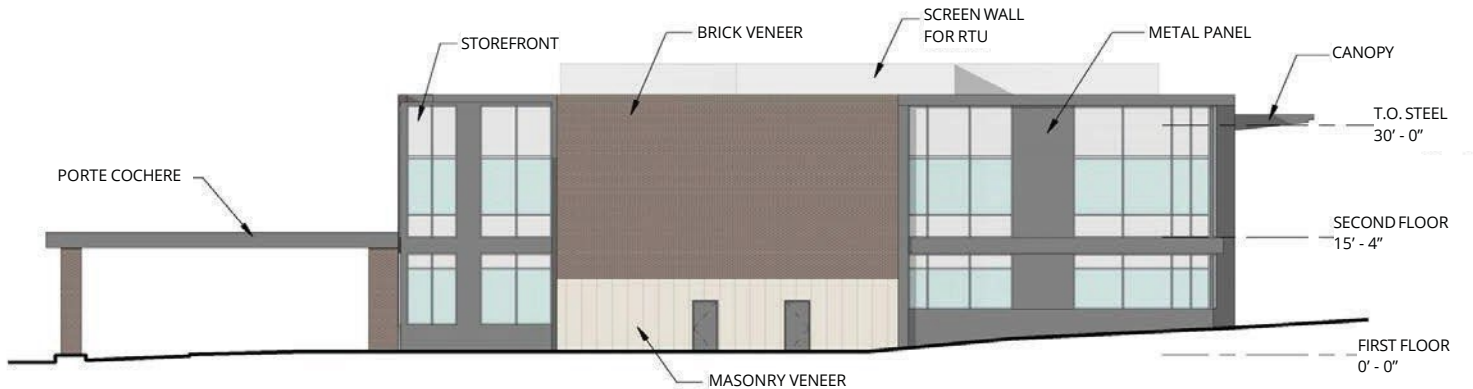 SCREEN WALL
FOR RTU
STOREFRONT
BRICK VENEER
METAL PANEL
CANOPY
T.O. STEEL
30' - 0"
PORTE COCHERE
SECOND FLOOR
15' - 4"
FIRST FLOOR
0' - 0"
MASONRY VENEER